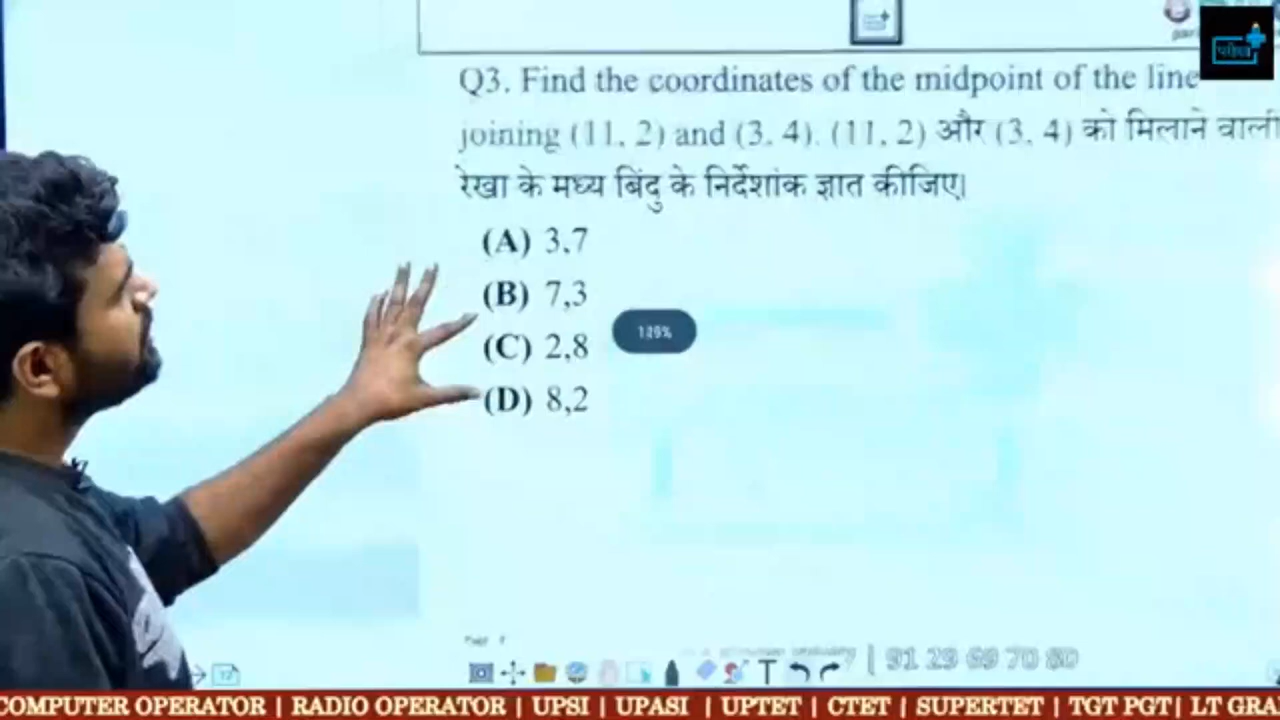 परीक्षा
Q3. Find the coordinates of the midpoint of the line
joining (11, 2) and (3, 4). (11, 2) और (3, 4) को मिलाने वाली
रेखा के मध्य बिंदु के निर्देशांक ज्ञात कीजिए।
(A) 3,7
(B) 7,3
(C) 2,8
(D) 8,2
| 91 29 69 70 80
COMPUTER OPERATOR | RADIO OPERATOR | UPSI | UPASI | UPTET | CTET | SUPERTET | TGT PGT| LT GRA